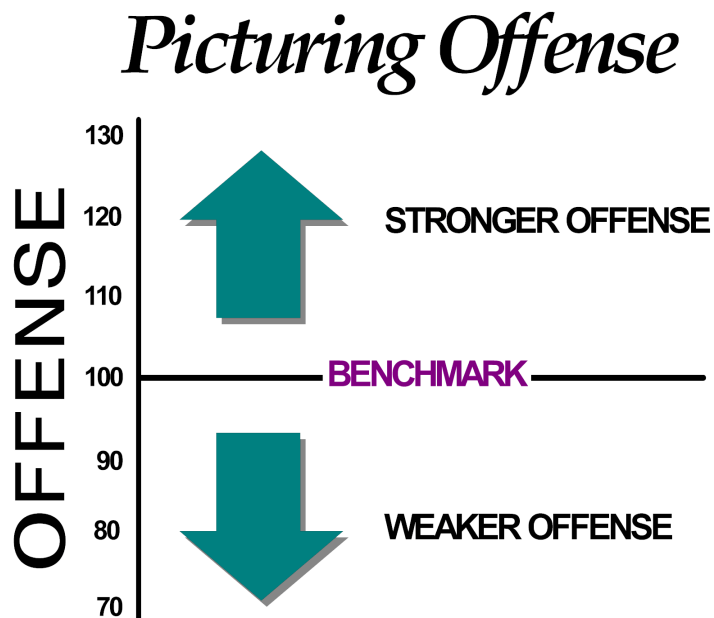 Picturing Offense
OFFENSE
130
120
STRONGER OFFENSE
110
100
BENCHMARK
90
80
WEAKER OFFENSE
70